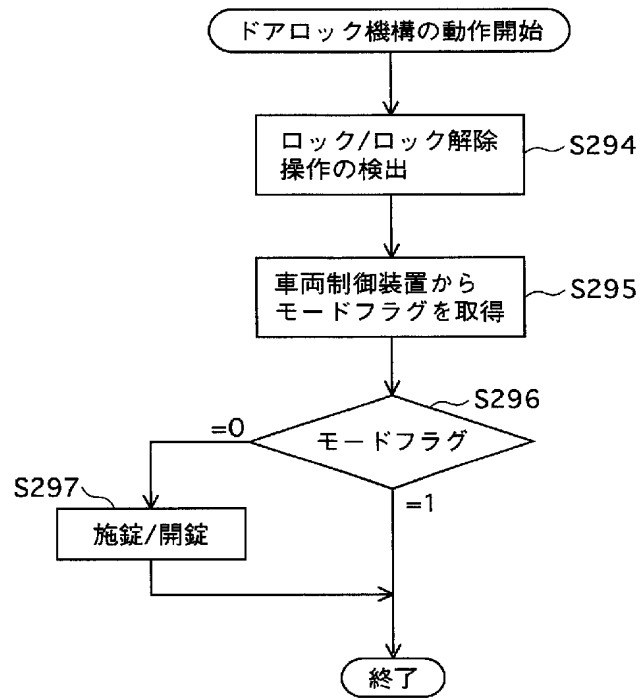 ドアロック機構の動作開始
ロック/ロック解除
操作の検出
S294
車両制御装置から
モードフラグを取得
S295
S296
モードフラグ
=0
=1
S297
施錠/開錠
終了